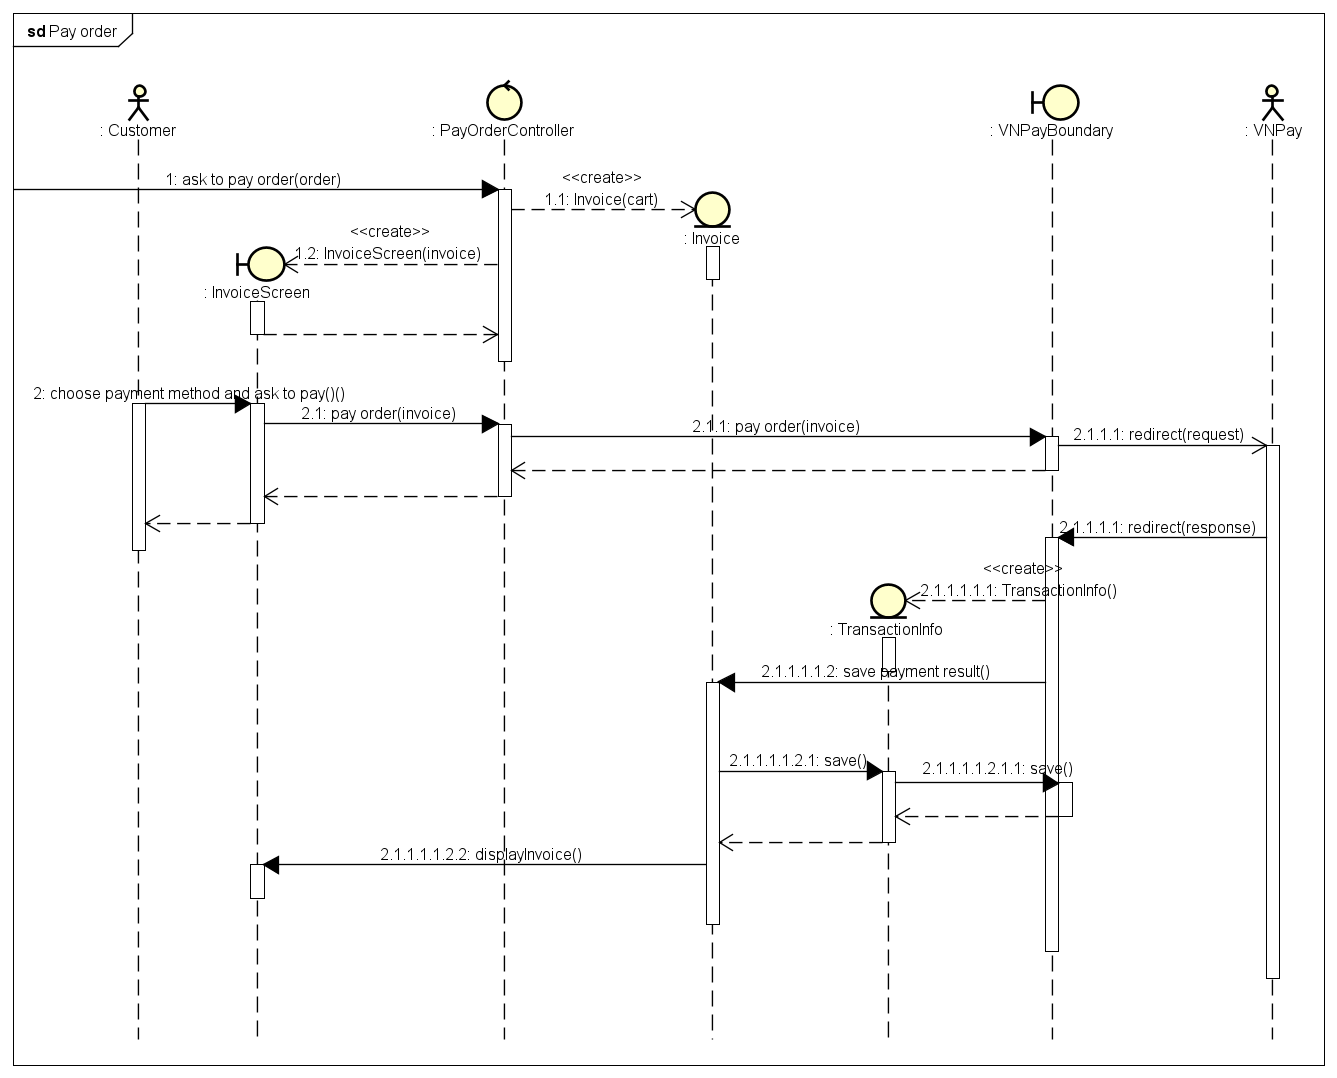 sd Pay order
: Customer
: PayOrderController
: VNPayBoundary
: VNPay
1: ask to pay order(order)
<<create>>
1.1: Invoice(cart)
: Invoice
<<create>>
1.2: InvoiceScreen(invoice)
: InvoiceScreen
2: choose payment method and ask to pay()()
2.1: pay order(invoice)
2.1.1: pay order(invoice)
2.1.1.1: redirect(request)
2.1.1.1.1: redirect(response)
<<create>>
2.1.1.1.1.1: TransactionInfo()
: TransactionInfo
2.1.1.1.1.2: save payment result()
2.1.1.1.1.2.1: save()
2.1.1.1.1.2.1.1: save()
2.1.1.1.1.2.2: displayInvoice()